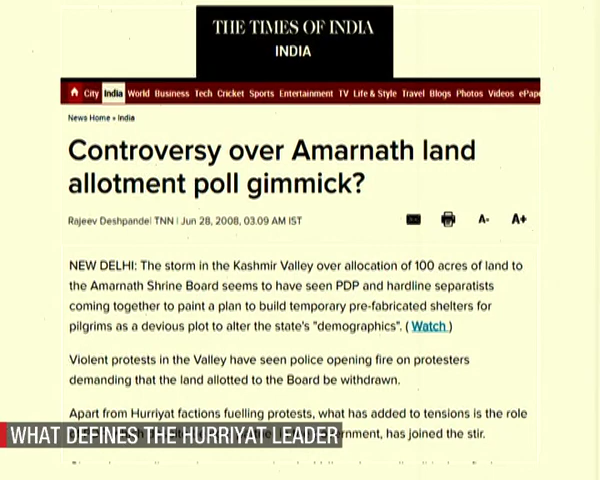 THE TIMES OF INDIA
INDIA
City India World Business Tech Cricket Sports Entertainment TV Life & Style Travel Blogs Photos Videos
News Home » India
Controversy over Amarnath land
allotment poll gimmick?
Rajeev Deshpande| TNN | Jun 28, 2008, 03.09 AM IST
A- A+
NEW DELHI: The storm in the Kashmir Valley over allocation of 100 acres of land to
the Amarnath Shrine Board seems to have seen PDP and hardline separatists
coming together to paint a plan to build temporary pre-fabricated shelters for
pilgrims as a devious plot to alter the state's "demographics". ( Watch )
Violent protests in the Valley have seen police opening fire on protesters
demanding that the land allotted to the Board be withdrawn.
Apart from Hurriyat factions fuelling protests, what has added to tensions is the role
has joined the stir.
WHAT DEFINES THE HURRIYAT LEADER